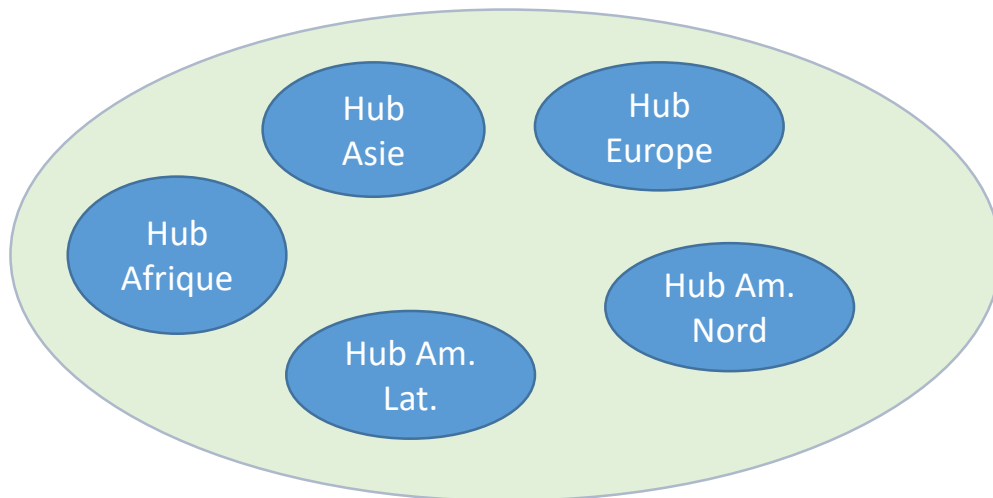 Hub
Asie
Hub
Europe
Hub
Afrique
Hub Am.
Nord
Hub Am.
Lat.